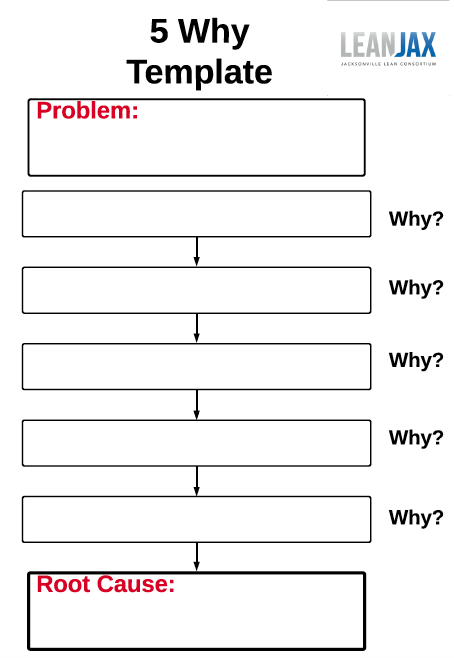 5 Why
Template
LEANJAX
JACKSONVILLE LEAN CONSORTIUM
Problem:
Why?
Why?
Why?
Why?
Why?
Root Cause: